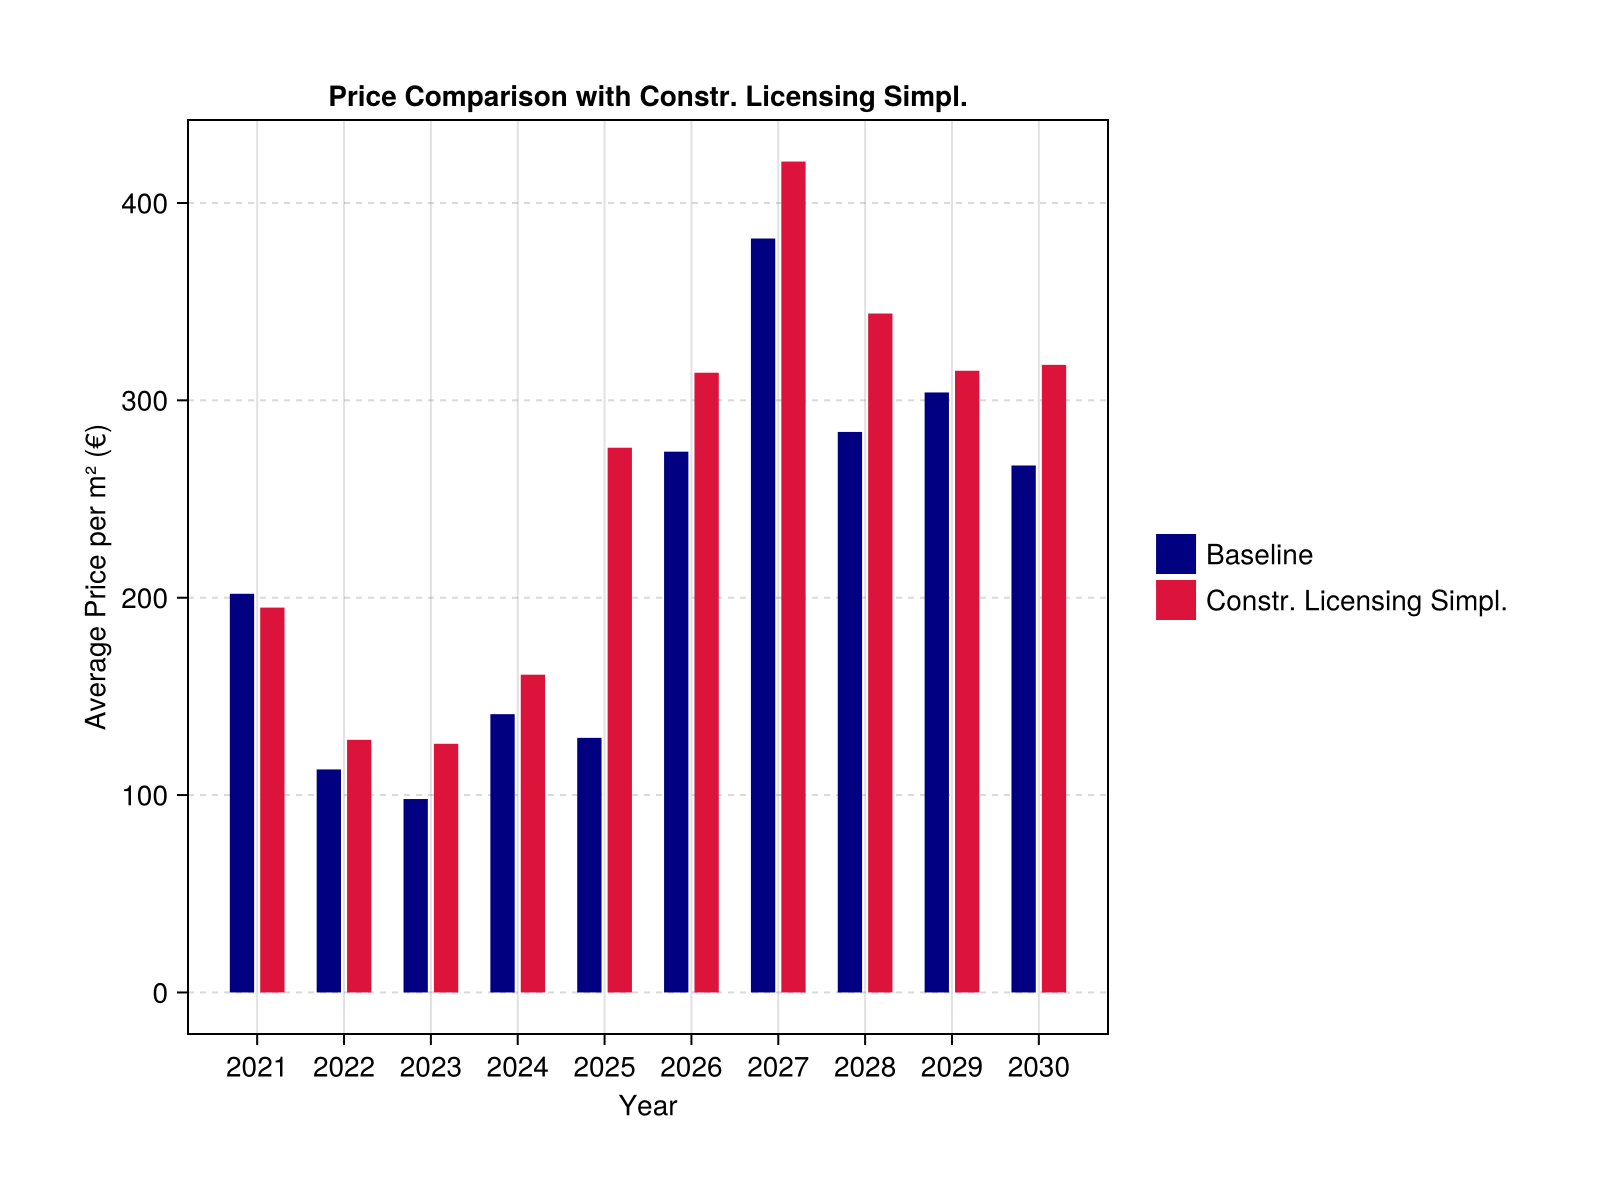 Price Comparison with Constr. Licensing Simpl.
Average Price per m² (€)
400
300
200
100
0
2021 2022 2023 2024 2025 2026 2027 2028 2029 2030
Year
Baseline
Constr. Licensing Simpl.